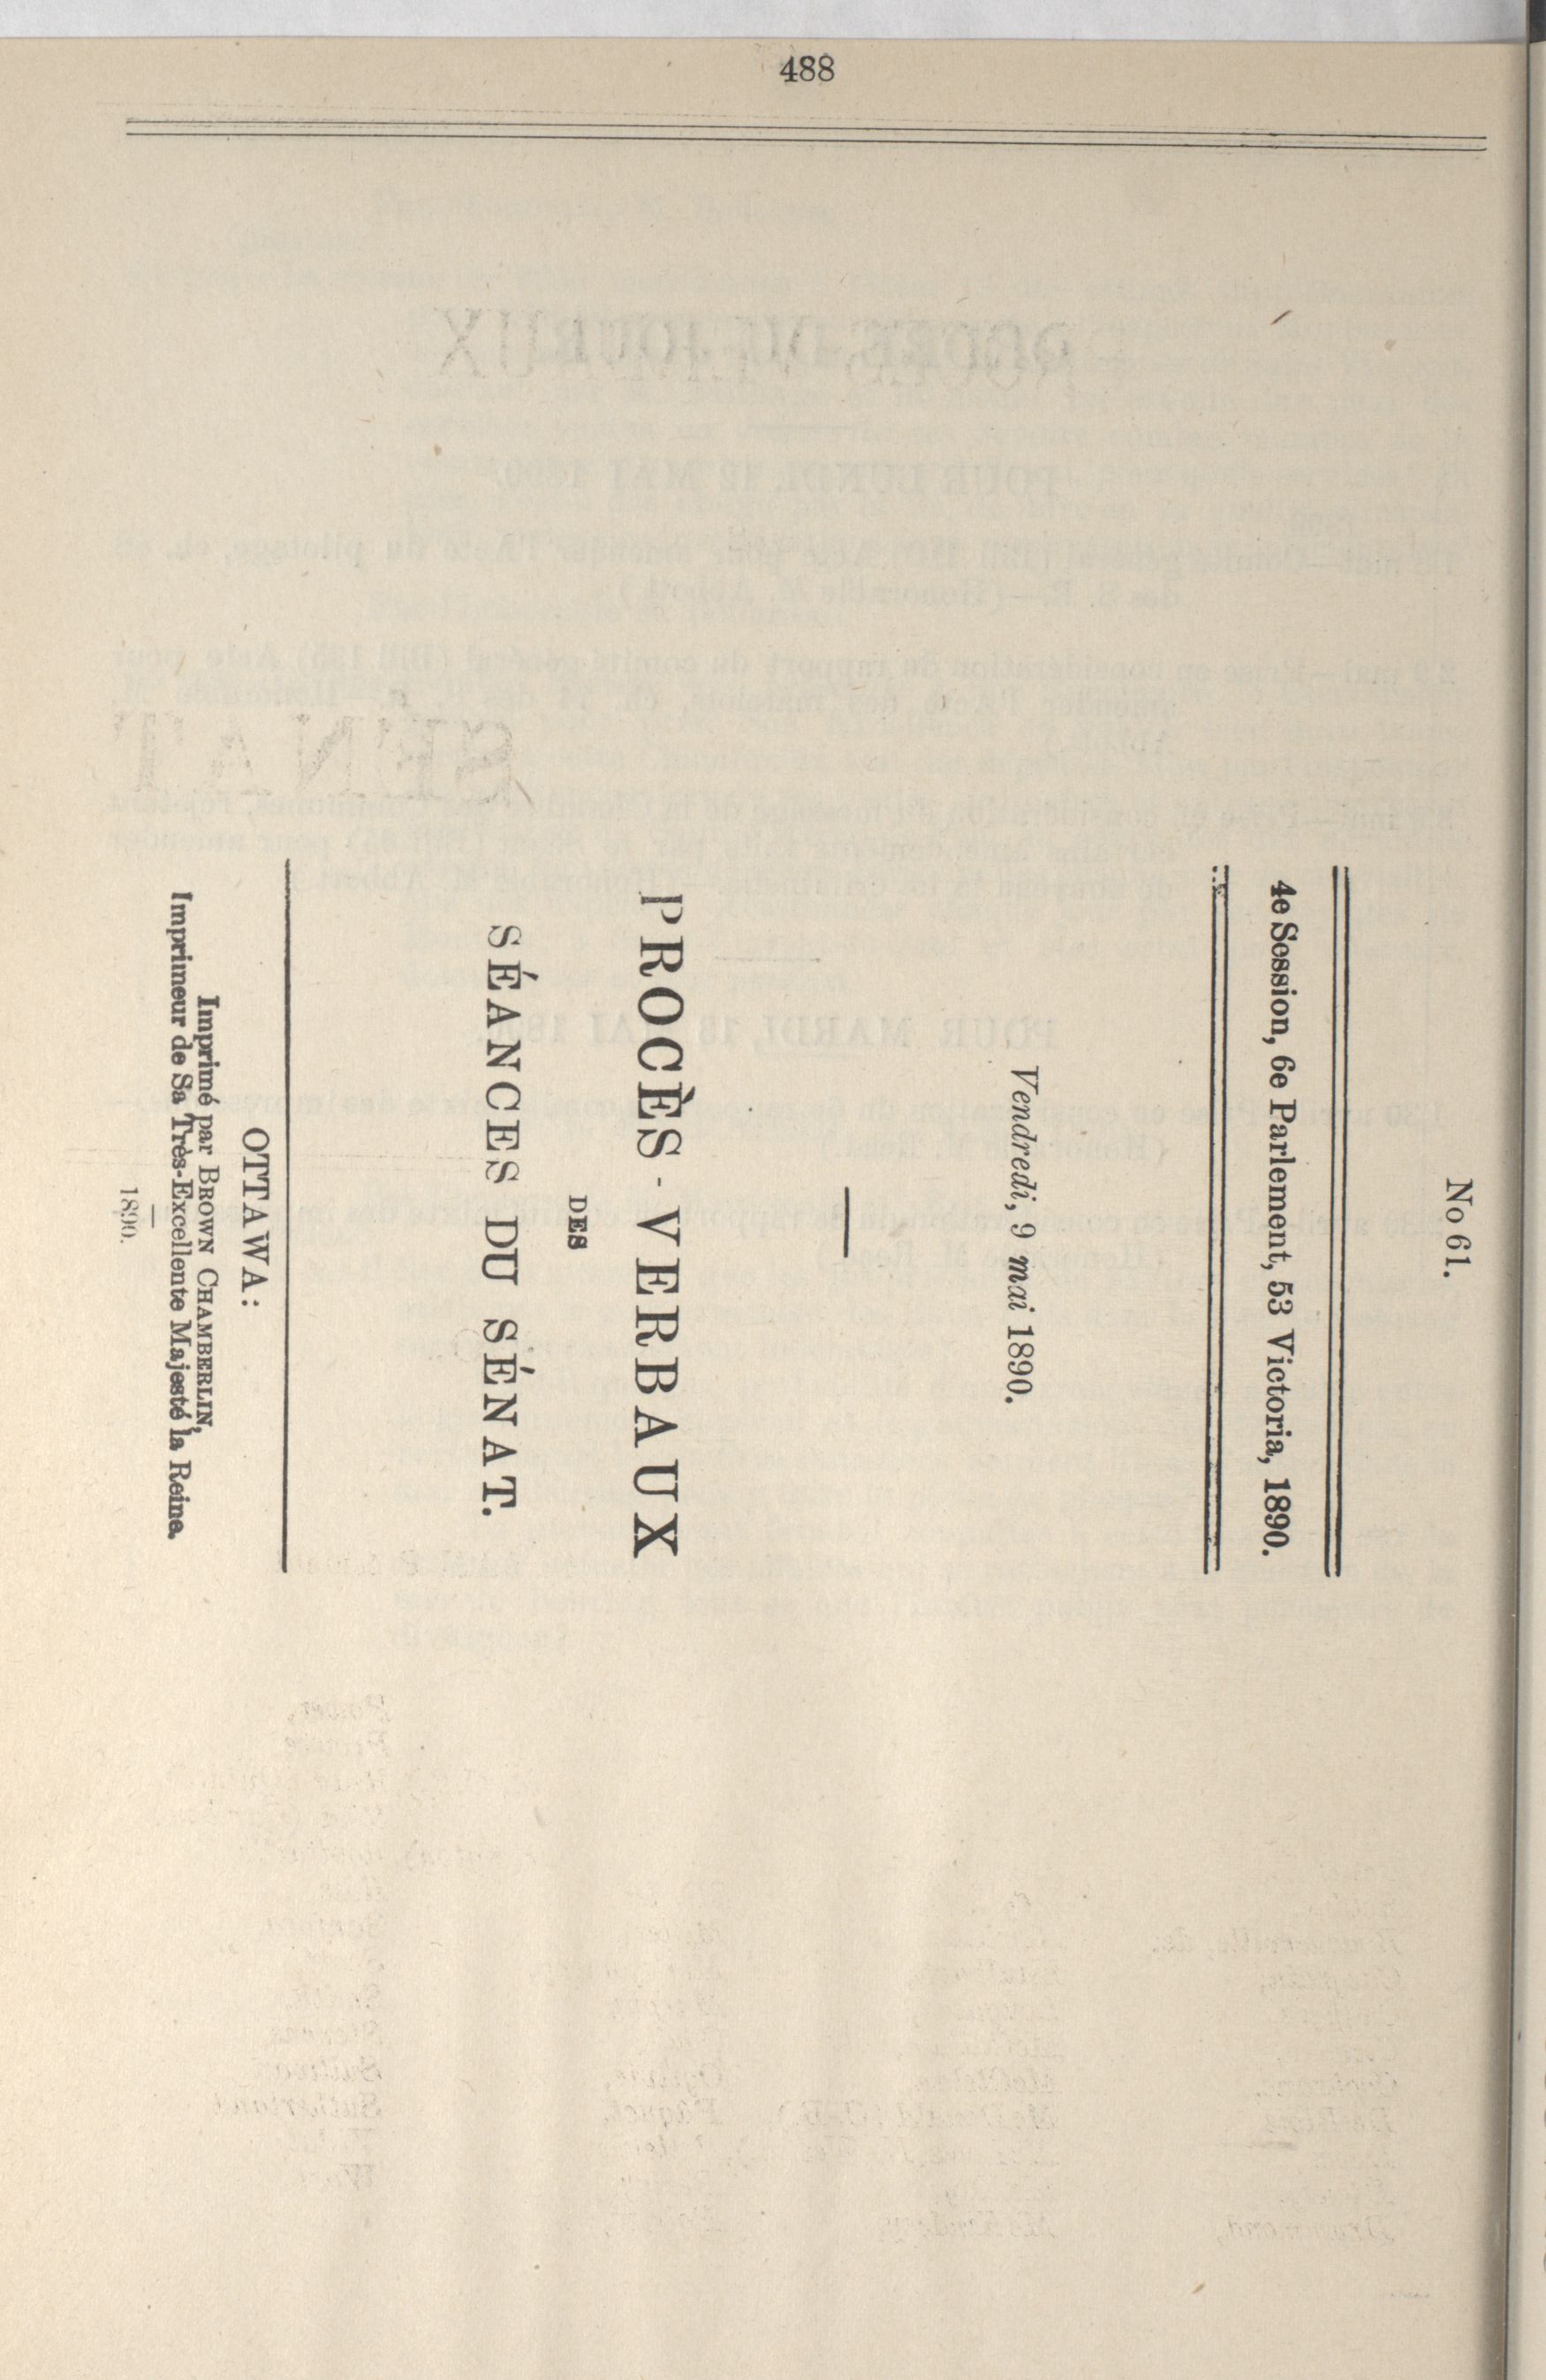 488
No 61.
4e Session, 6e Parlement, 53 Victoria, 1890.
Vendredi, 9 mai 1890.
PROCÈS-VERBAUX
DES
SÉANCES DU SÉNAT.
OTTAWA:
Imprimé par BROWN CHAMBERLIN,
Imprimeur de Sa Très-Excellente Majesté la Reine.
1890.